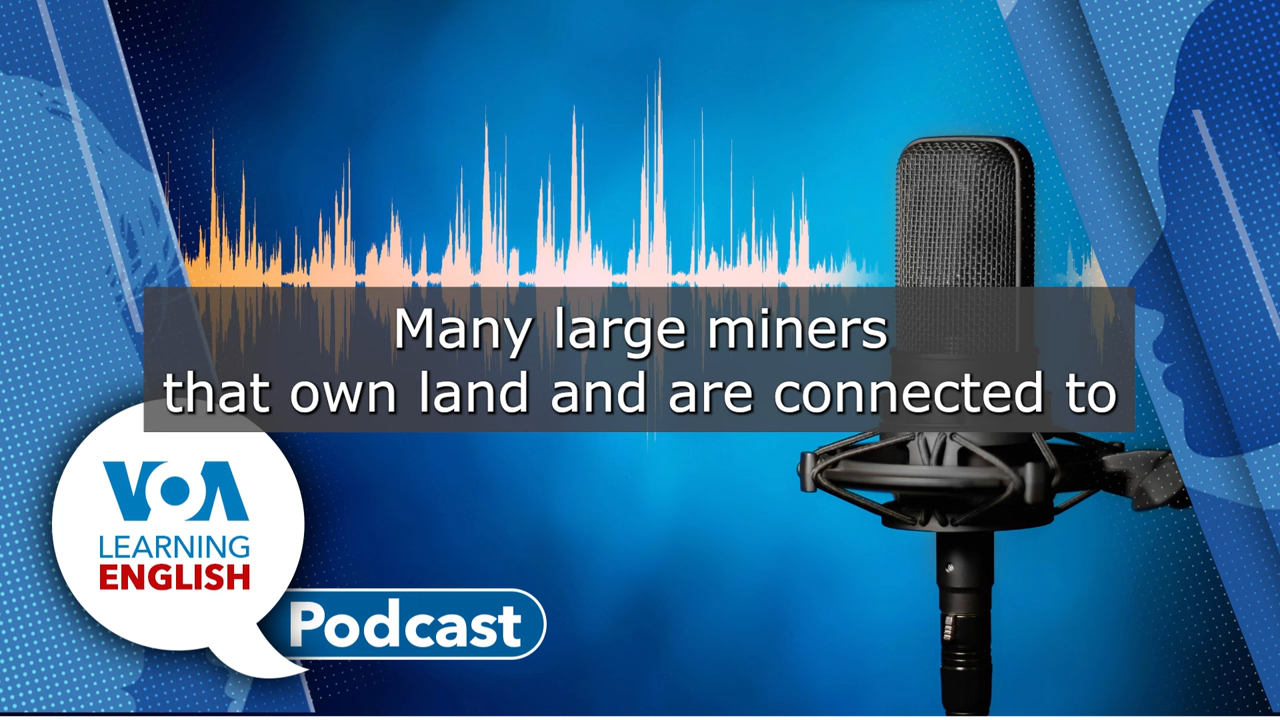 Many large miners
that own land and are connected to
VOA
LEARNING
ENGLISH
Podcast